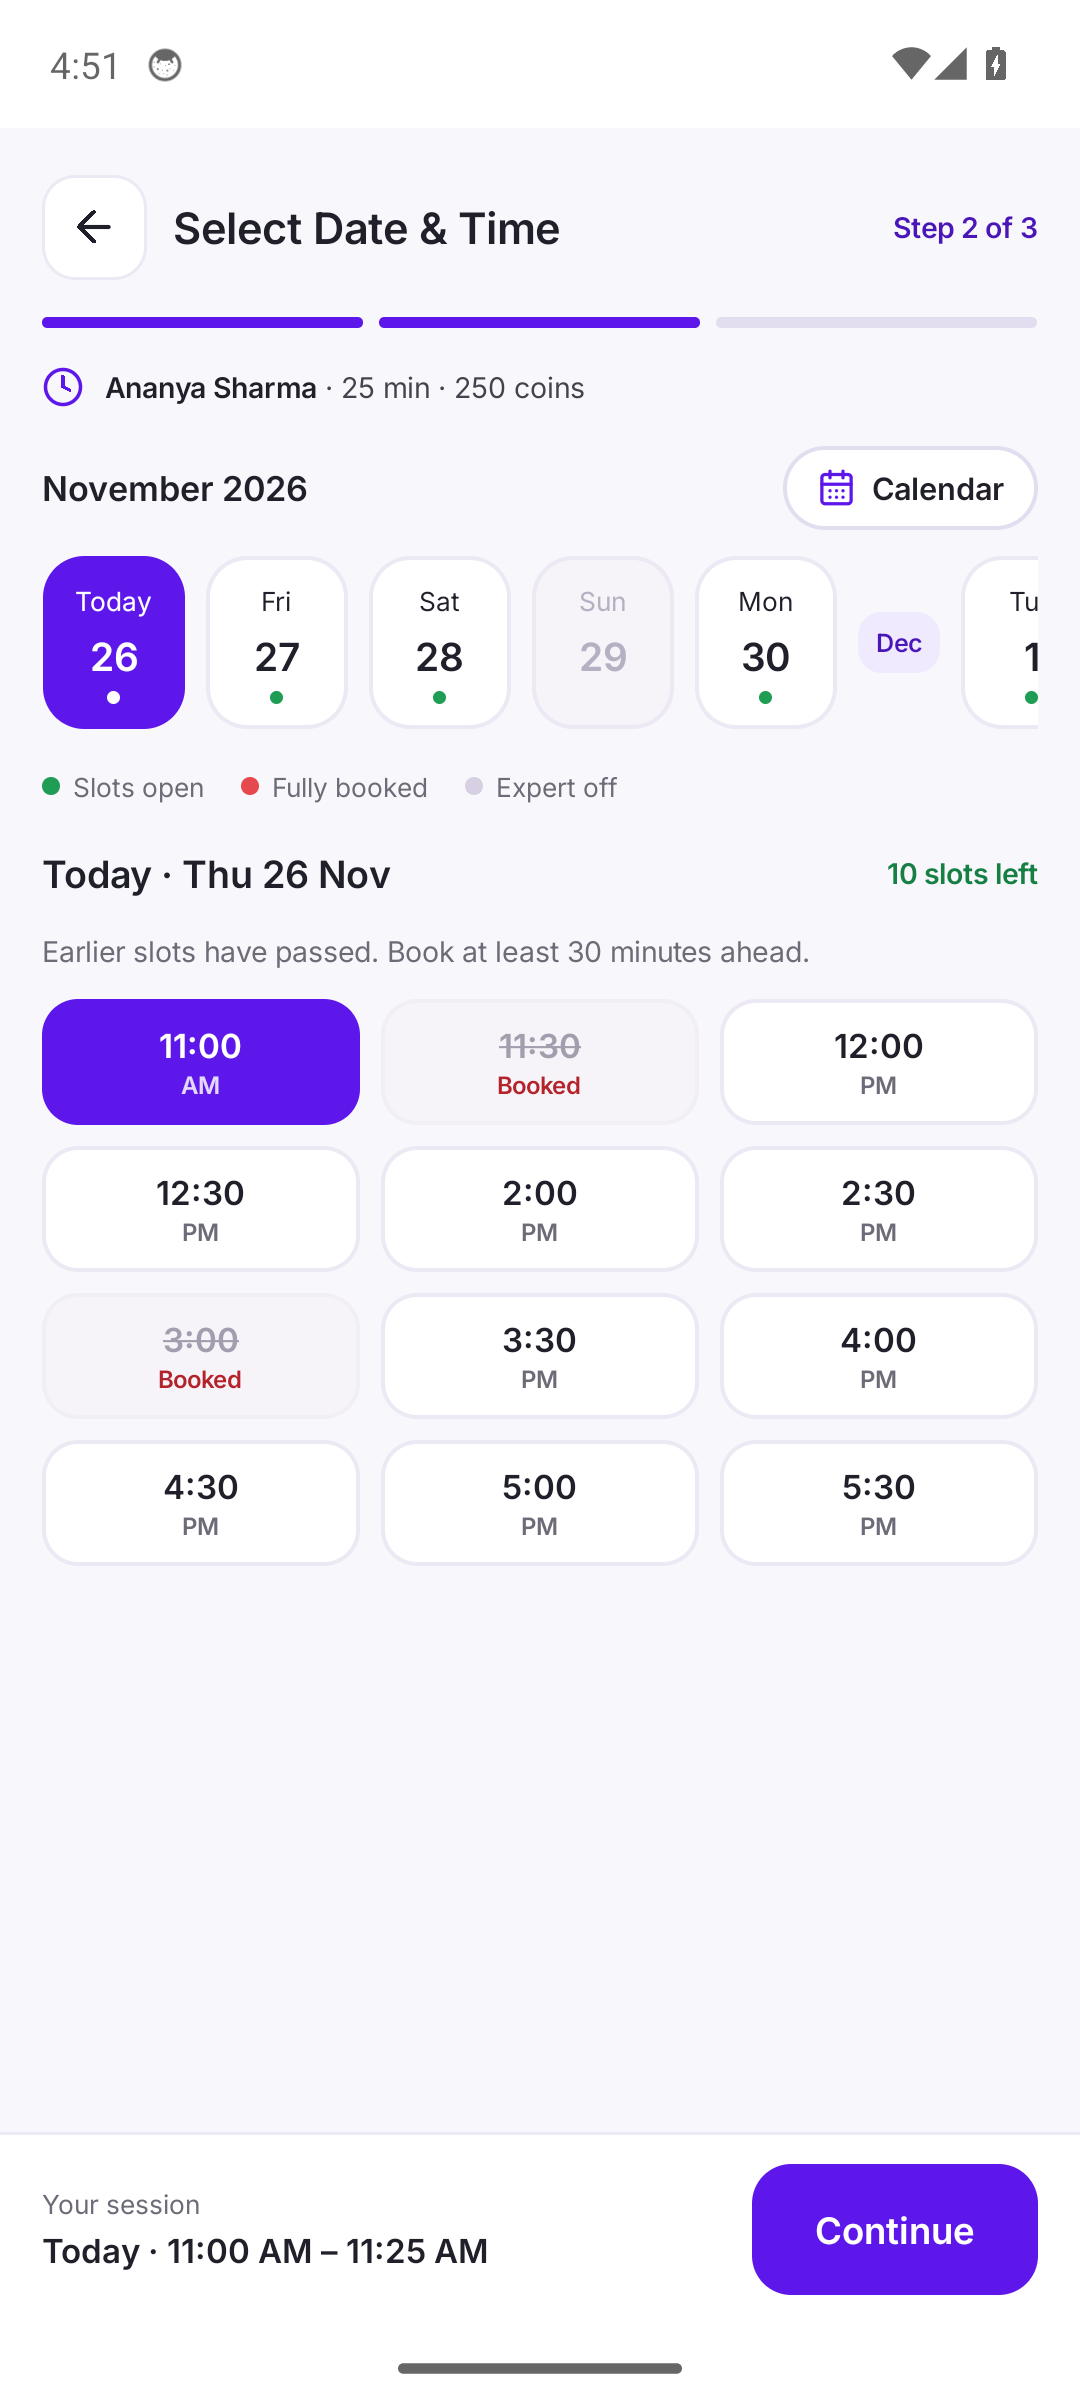 4:51
Select Date & Time
Step 2 of 3
Ananya Sharma · 25 min · 250 coins
November 2026
Calendar
Today Fri Sat Sun Mon Tu
26 27 28 29 30 Dec 1
Slots open Fully booked Expert off
Today · Thu 26 Nov
10 slots left
Earlier slots have passed. Book at least 30 minutes ahead.
11:00 11:30 12:00
AM Booked PM
12:30 2:00 2:30
PM PM PM
3:00 3:30 4:00
Booked PM PM
4:30 5:00 5:30
PM PM PM
Your session
Today · 11:00 AM – 11:25 AM
Continue